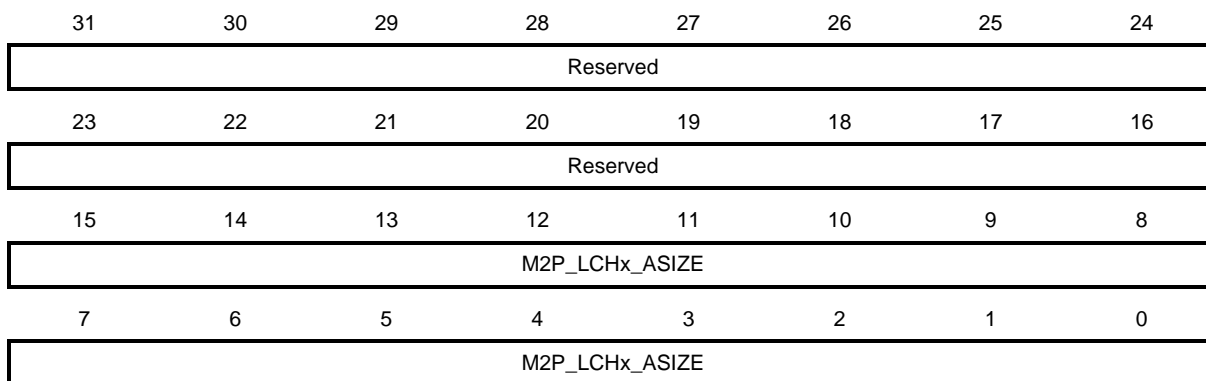 31 30 29 28 27 26 25 24
Reserved
23 22 21 20 19 18 17 16
Reserved
15 14 13 12 11 10 9 8
M2P_LCHx_ASIZE
7 6 5 4 3 2 1 0
M2P_LCHx_ASIZE